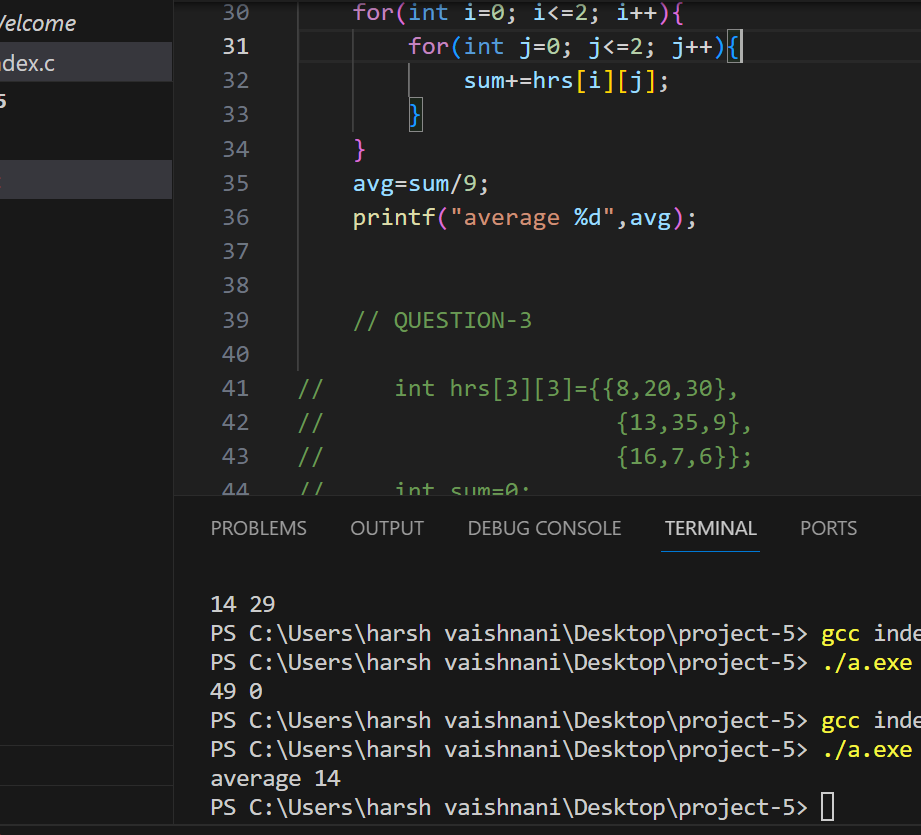 Welcome
ndex.c
5
30 for(int i=0; i<=2; i++){
31 for(int j=0; j<=2; j++){
32 sum+=hrs[i][j];
33 }
34 }
35 avg=sum/9;
36 printf("average %d",avg);
37
38
39 // QUESTION-3
40
41 // int hrs[3][3]={{8,20,30},
42 // {13,35,9},
43 // {16,7,6}};
44 // int sum=0;
PROBLEMS OUTPUT DEBUG CONSOLE TERMINAL PORTS
14 29
PS C:\Users\harsh vaishnani\Desktop\project-5> gcc inde
PS C:\Users\harsh vaishnani\Desktop\project-5> ./a.exe
49 0
PS C:\Users\harsh vaishnani\Desktop\project-5> gcc inde
PS C:\Users\harsh vaishnani\Desktop\project-5> ./a.exe
average 14
PS C:\Users\harsh vaishnani\Desktop\project-5>